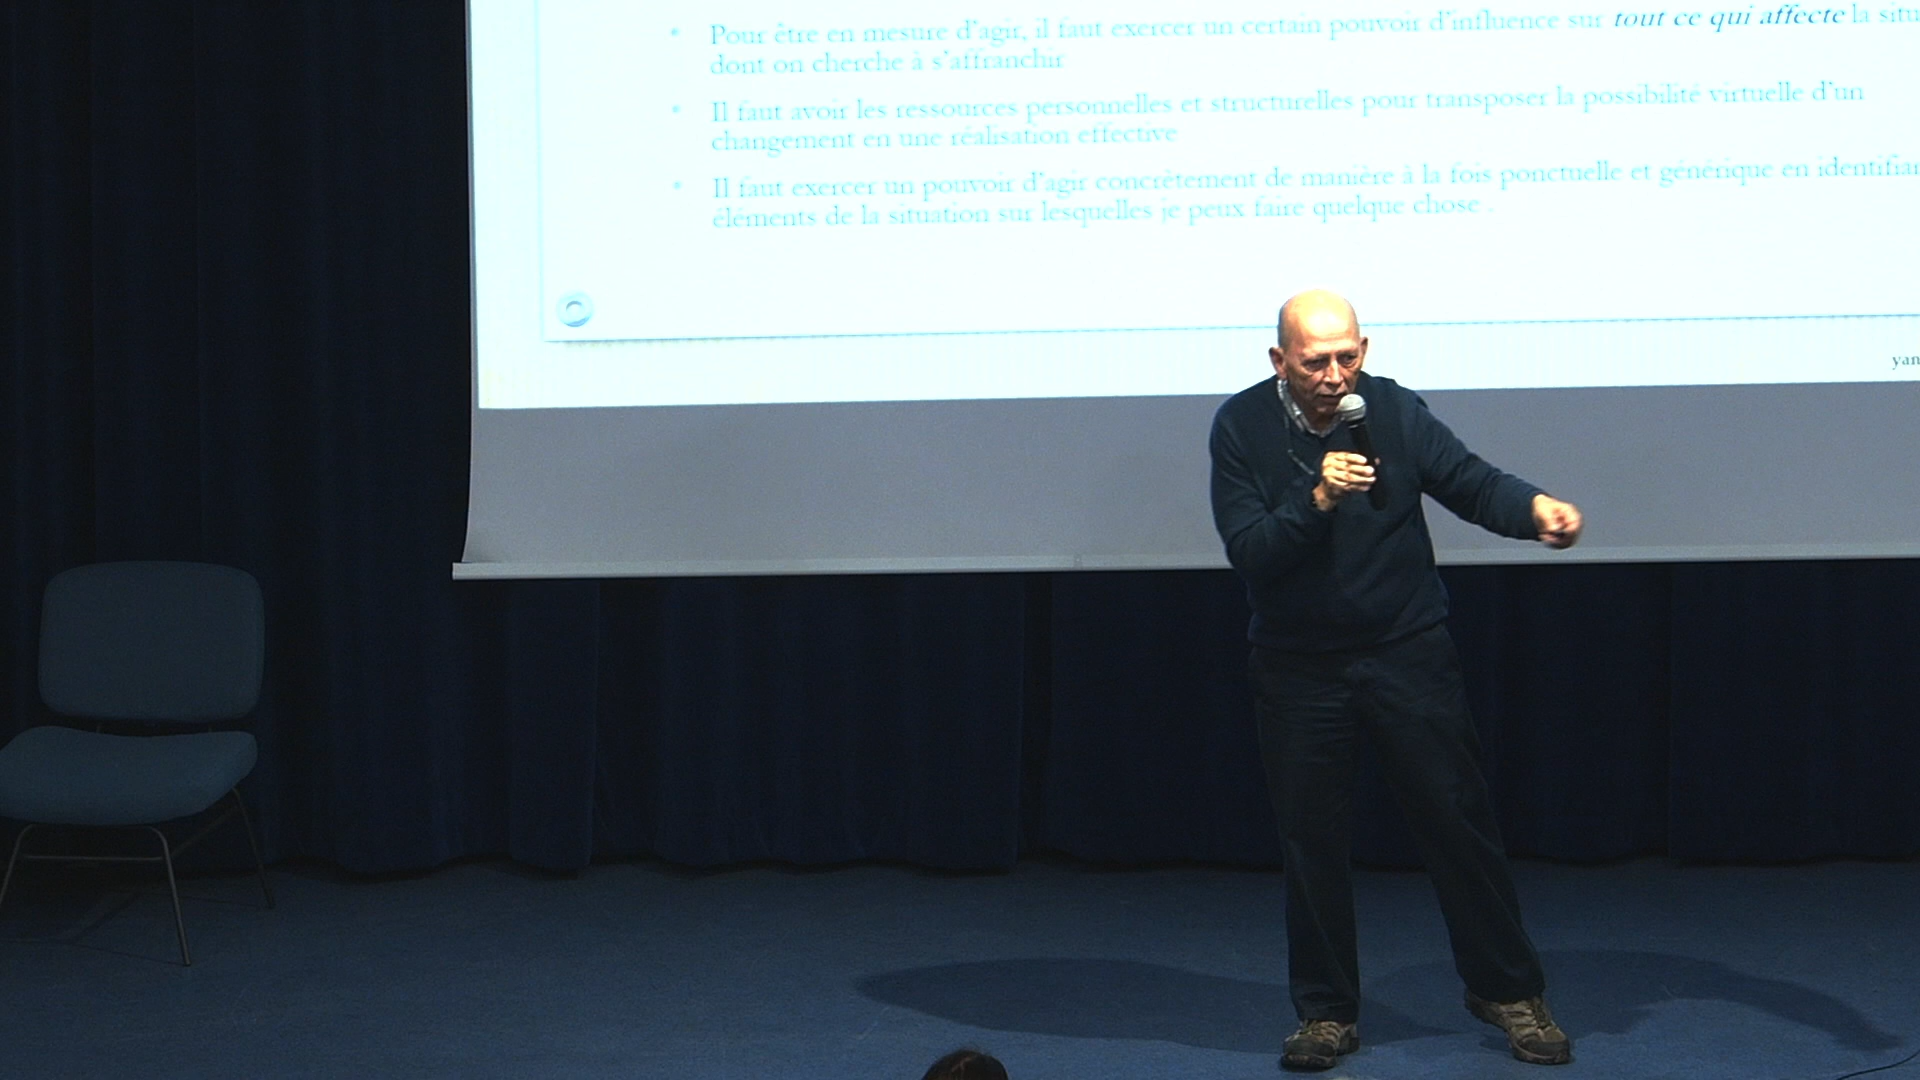 Pour être en mesure d'agir, il faut exercer un certain pouvoir d'influence sur tout ce qui affecte la situ
dont on cherche à s'affranchir
Il faut avoir les ressources personnelles et structurelles pour transposer la possibilité virtuelle d'un
changement en une réalisation effective
Il faut exercer un pouvoir d'agir concrètement de manière à la fois ponctuelle et générique en identifian
éléments de la situation sur lesquelles je peux faire quelque chose .
yan